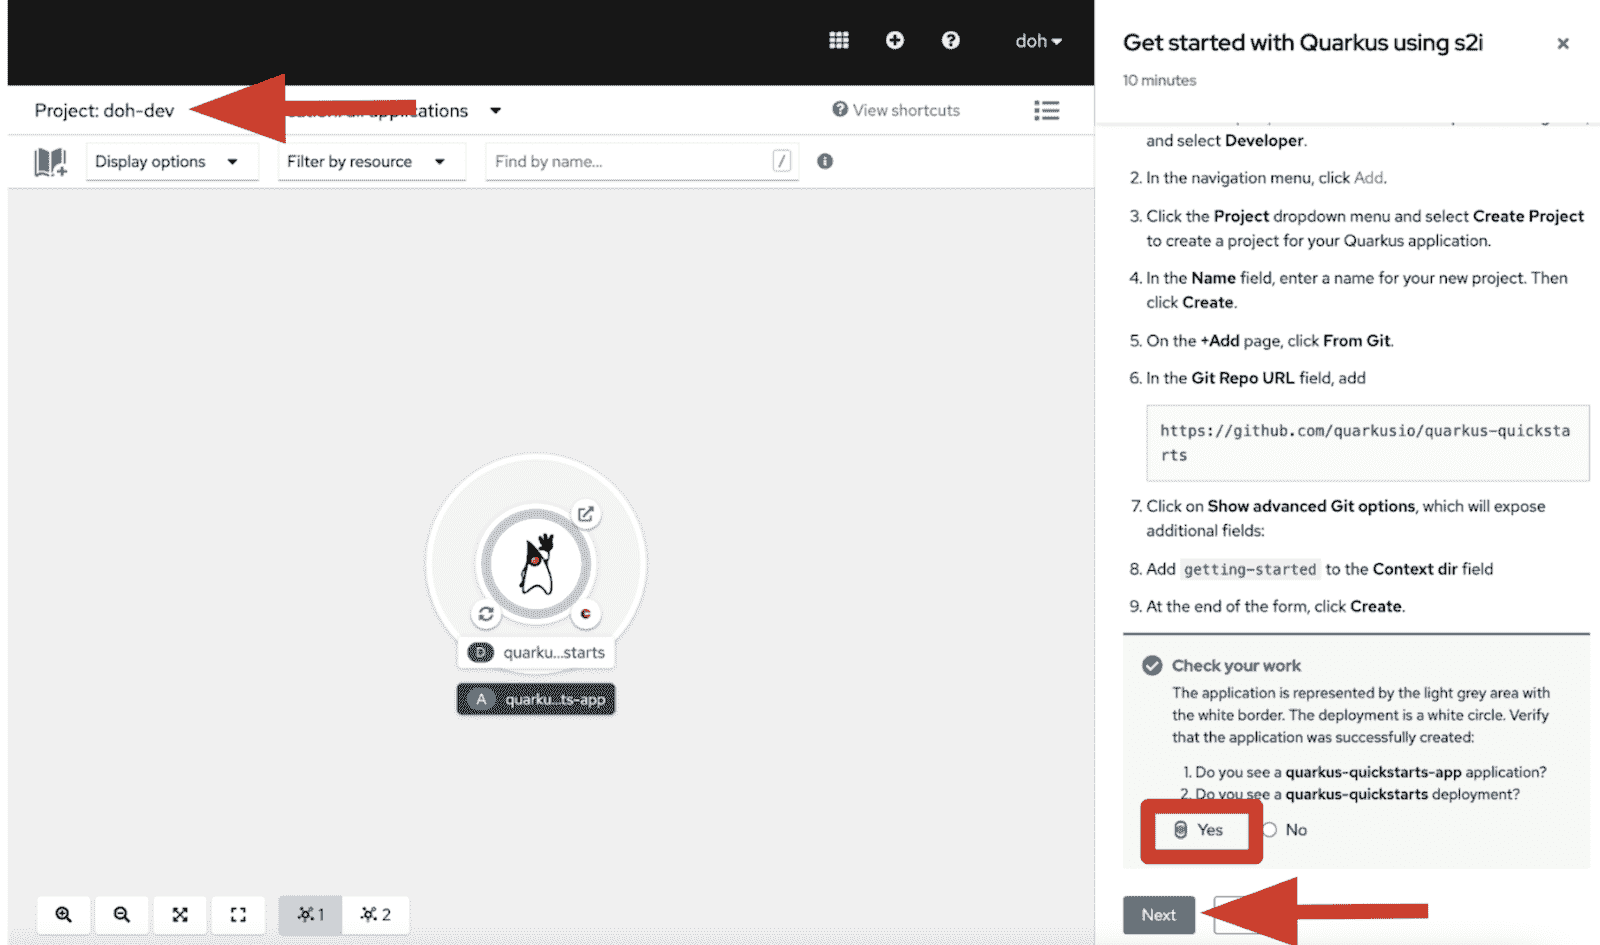 doh
Project: doh-dev
applications
View shortcuts
Display options
Filter by resource
Find by name...
/
D quarku...starts
A quarku...ts-app
1
2
Get started with Quarkus using s2i
10 minutes
and select Developer.
2. In the navigation menu, click Add.
3. Click the Project dropdown menu and select Create Project
to create a project for your Quarkus application.
4. In the Name field, enter a name for your new project. Then
click Create.
5. On the +Add page, click From Git.
6. In the Git Repo URL field, add
https://github.com/quarkusio/quarkus-quicksta
rts
7. Click on Show advanced Git options, which will expose
additional fields:
8. Add getting-started to the Context dir field
9. At the end of the form, click Create.
Check your work
The application is represented by the light grey area with
the white border. The deployment is a white circle. Verify
that the application was successfully created:
1. Do you see a quarkus-quickstarts-app application?
2. Do you see a quarkus-quickstarts deployment?
Yes No
Next